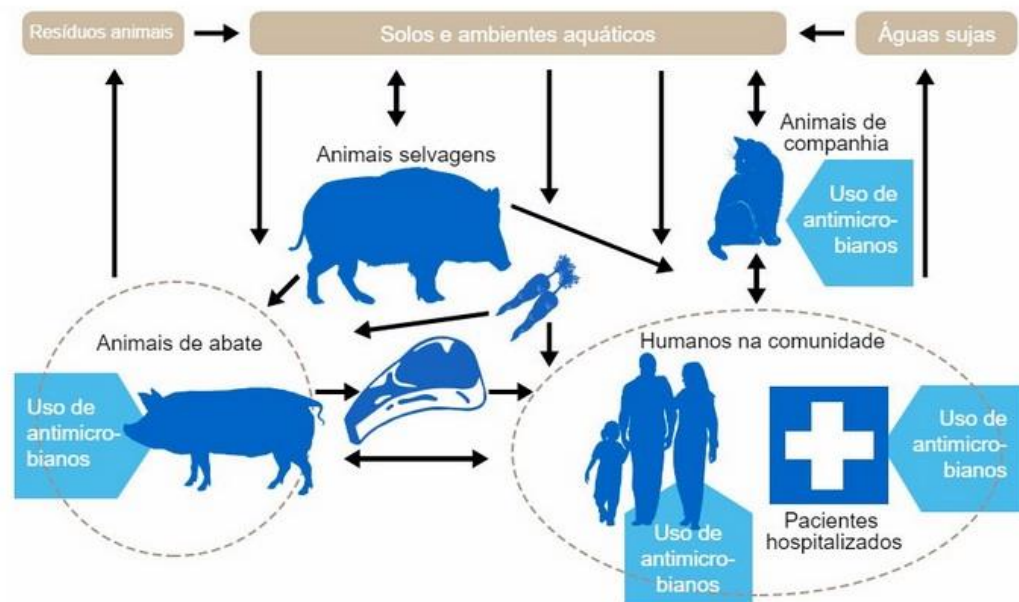 Resíduos animais
Solos e ambientes aquáticos
Águas sujas
Animais selvagens
Animais de
companhia
Uso de
antimicro-
bianos
Animais de abate
Humanos na comunidade
Uso de
antimicro-
bianos
Uso de
antimicro-
bianos
Pacientes
hospitalizados
Uso de
antimicro-
bianos